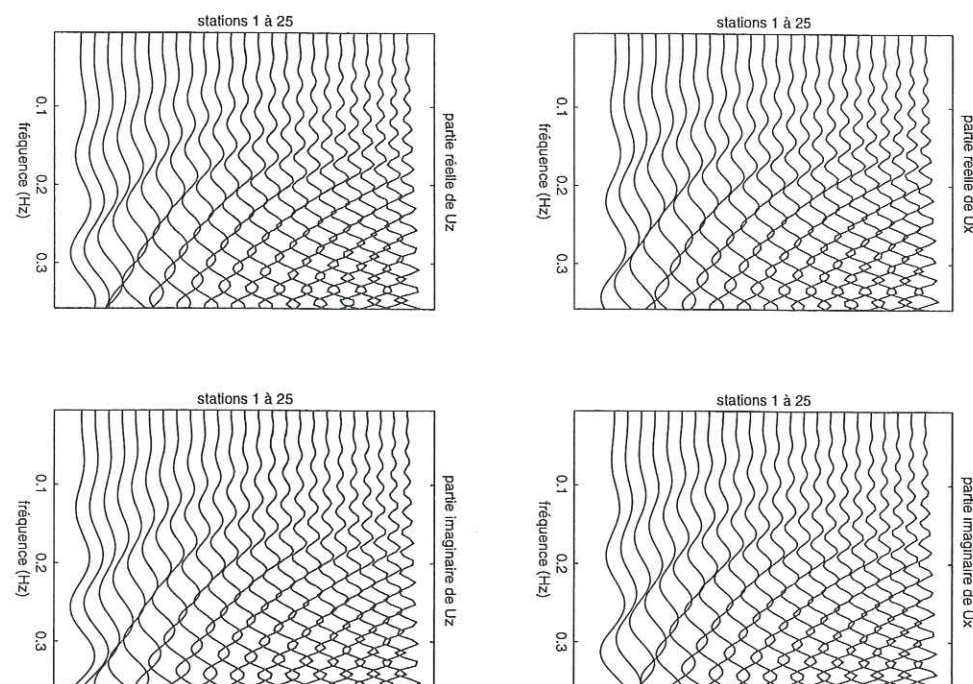 stations 1 à 25
0.1
0.2
0.3
fréquence (Hz)
partie réelle de Uz
stations 1 à 25
0.1
0.2
0.3
fréquence (Hz)
partie réelle de Ux
stations 1 à 25
0.1
0.2
0.3
fréquence (Hz)
partie imaginaire de Uz
stations 1 à 25
0.1
0.2
0.3
fréquence (Hz)
partie imaginaire de Ux